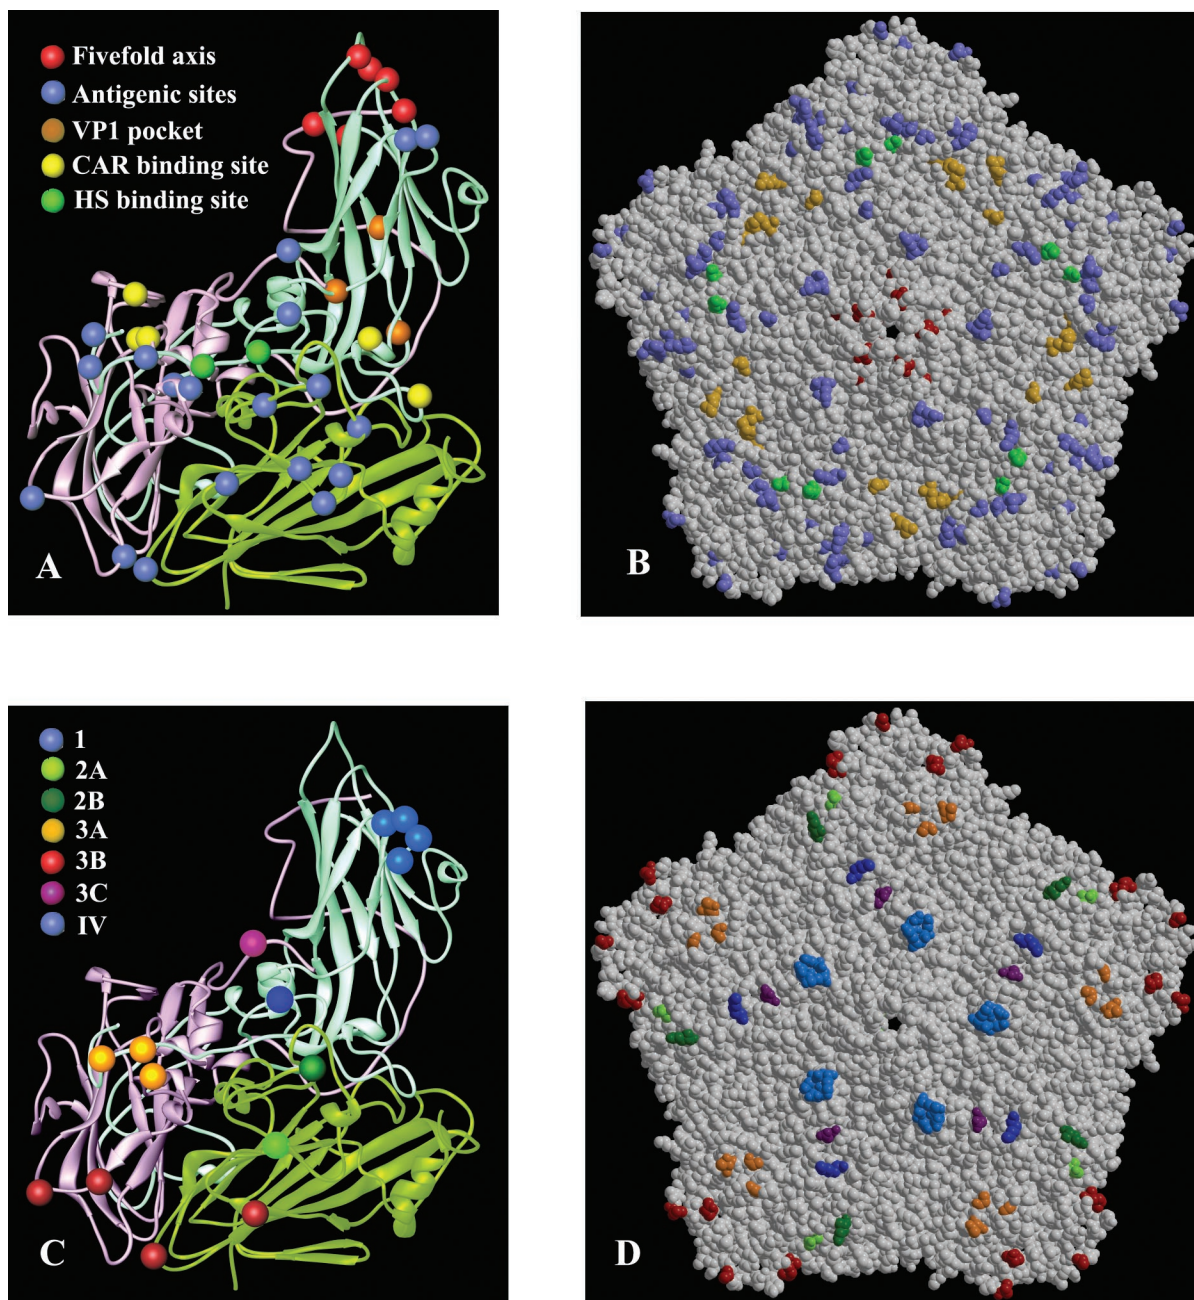 Fivefold axis
Antigenic sites
VP1 pocket
CAR binding site
HS binding site
A
B
1
2A
2B
3A
3B
3C
IV
C
D